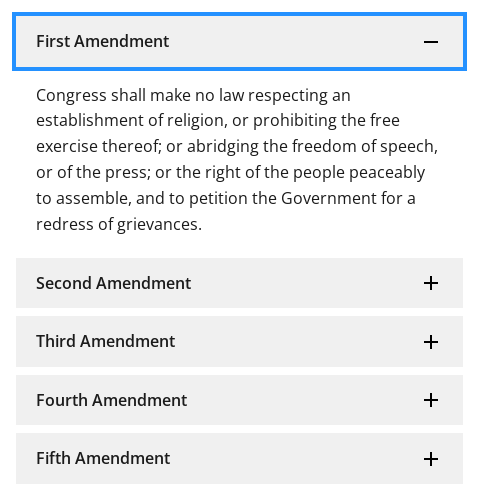 First Amendment
Congress shall make no law respecting an
establishment of religion, or prohibiting the free
exercise thereof; or abridging the freedom of speech,
or of the press; or the right of the people peaceably
to assemble, and to petition the Government for a
redress of grievances.
Second Amendment
Third Amendment
Fourth Amendment
Fifth Amendment